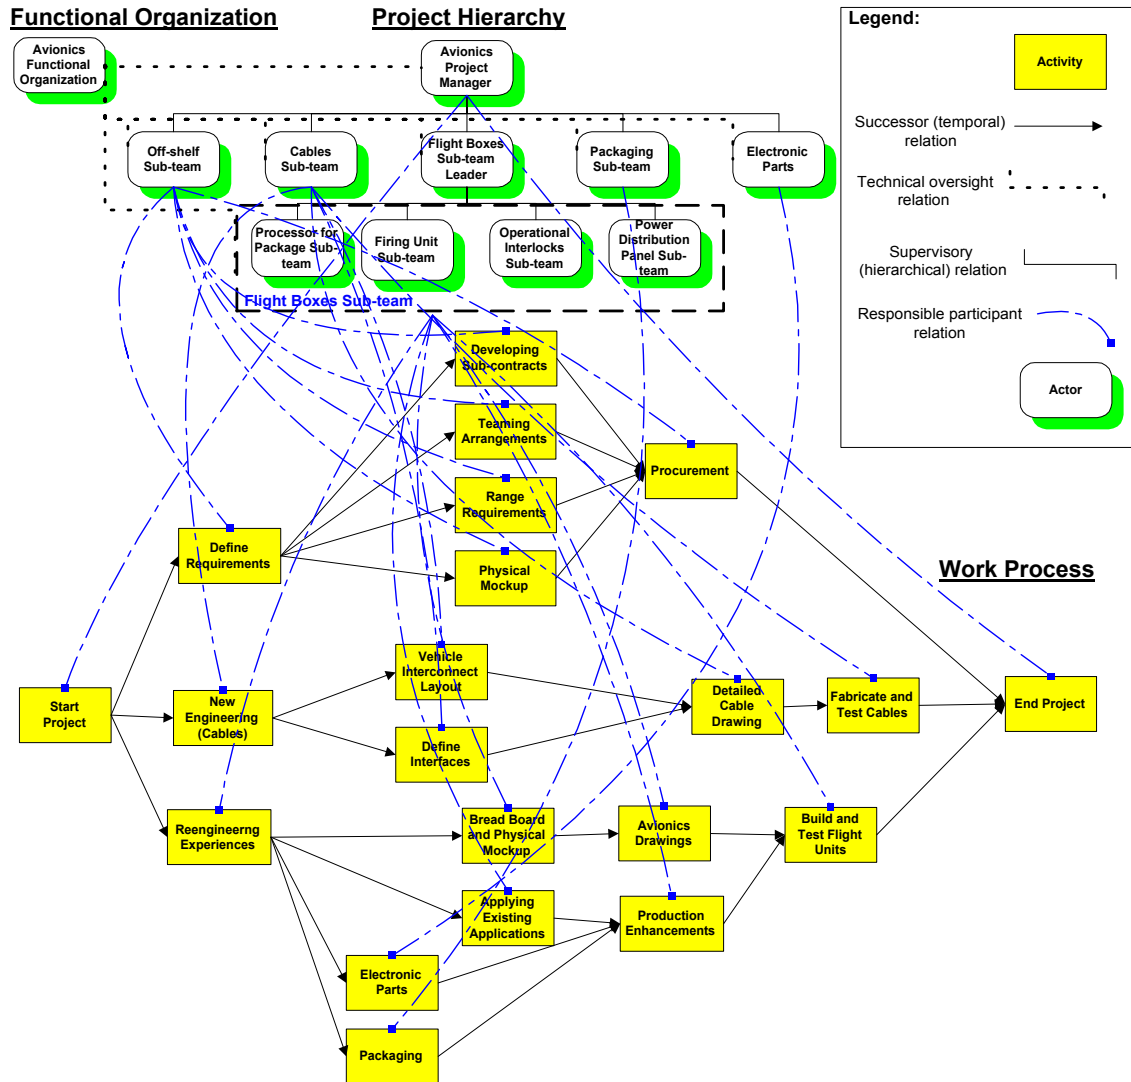 Functional Organization
Project Hierarchy
Legend:
Avionics
Functional
Organization
Avionics
Project
Manager
Activity
Successor (temporal)
relation
Off-shelf
Sub-team
Cables
Sub-team
Flight Boxes
Sub-team
Leader
Packaging
Sub-team
Electronic
Parts
Technical oversight
relation
Processor for
Package Sub-
team
Firing Unit
Sub-team
Operational
Interlocks Sub-team
Power
Distribution
Panel Sub-
team
Supervisory
(hierarchical) relation
Flight Boxes Sub-team
Responsible participant
relation
Actor
Developing
Sub-contracts
Teaming
Arrangements
Procurement
Range
Requirements
Define
Requirements
Physical
Mockup
Work Process
Start
Project
New
Engineering
(Cables)
Vehicle
Interconnect
Layout
Detailed
Cable
Drawing
Fabricate and
Test Cables
End Project
Define
Interfaces
Reengineerng
Experiences
Bread Board
and Physical
Mockup
Avionics
Drawings
Build and
Test Flight
Units
Applying
Existing
Applications
Production
Enhancements
Electronic
Parts
Packaging